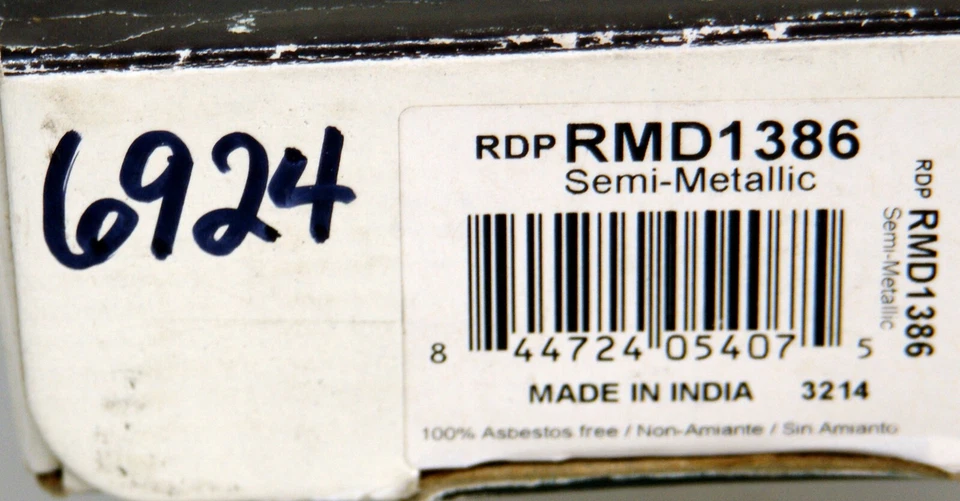 6924
RDP RMD1386
Semi-Metallic
8 44724 05407 5
MADE IN INDIA 3214
100% Asbestos free / Non-Amiante / Sin Amianto
RDP RMD1386
Semi-Metallic